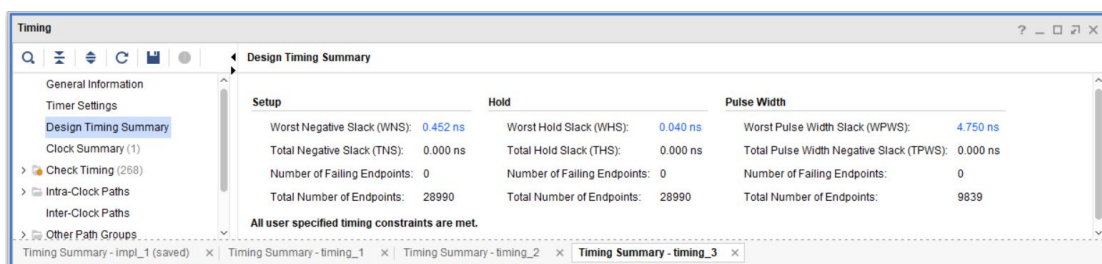 Timing
Design Timing Summary
General Information
Timer Settings
Design Timing Summary
Clock Summary (1)
Check Timing (268)
Intra-Clock Paths
Inter-Clock Paths
Other Path Groups
Setup Hold Pulse Width
Worst Negative Slack (WNS): 0.452 ns Worst Hold Slack (WHS): 0.040 ns Worst Pulse Width Slack (WPWS): 4.750 ns
Total Negative Slack (TNS): 0.000 ns Total Hold Slack (THS): 0.000 ns Total Pulse Width Negative Slack (TPWS): 0.000 ns
Number of Failing Endpoints: 0 Number of Failing Endpoints: 0 Number of Failing Endpoints: 0
Total Number of Endpoints: 28990 Total Number of Endpoints: 28990 Total Number of Endpoints: 9839
All user specified timing constraints are met.
Timing Summary - impl_1 (saved) Timing Summary - timing_1 Timing Summary - timing_2 Timing Summary - timing_3